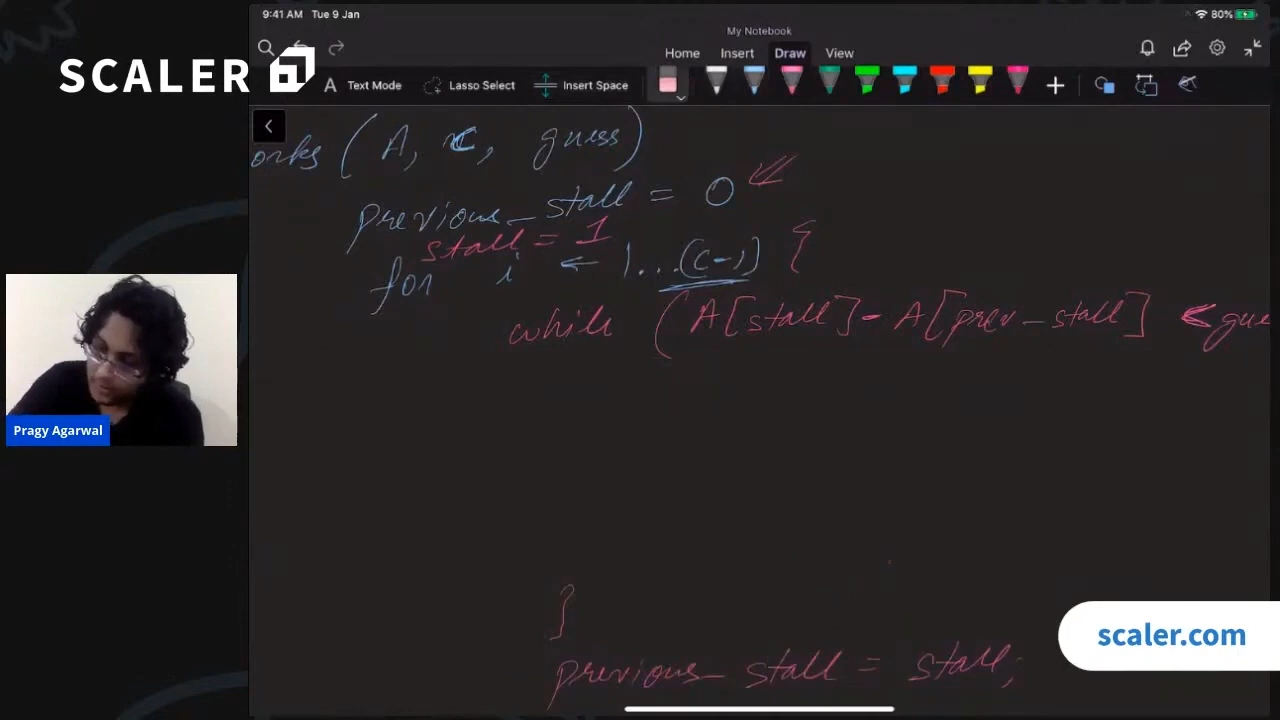 9:41 AM Tue 9 Jan
80%
My Notebook
SCALER
Home Insert Draw View
Text Mode Lasso Select Insert Space
orks (A, c, guess)
previous_stall = 0
stall = 1
for i ← 1...(c-1) {
while (A[stall] - A[prev_stall] < gue
Pragy Agarwal
}
scaler.com
previous_stall = stall;